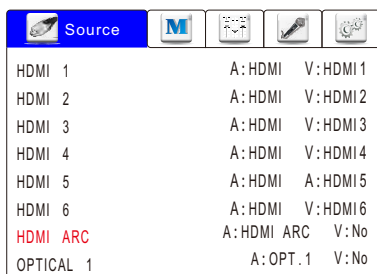 Source M
HDMI 1 A:HDMI V:HDMI1
HDMI 2 A:HDMI V:HDMI2
HDMI 3 A:HDMI V:HDMI3
HDMI 4 A:HDMI V:HDMI4
HDMI 5 A:HDMI A:HDMI5
HDMI 6 A:HDMI V:HDMI6
HDMI ARC A:HDMI ARC V:No
OPTICAL 1 A:OPT.1 V:No